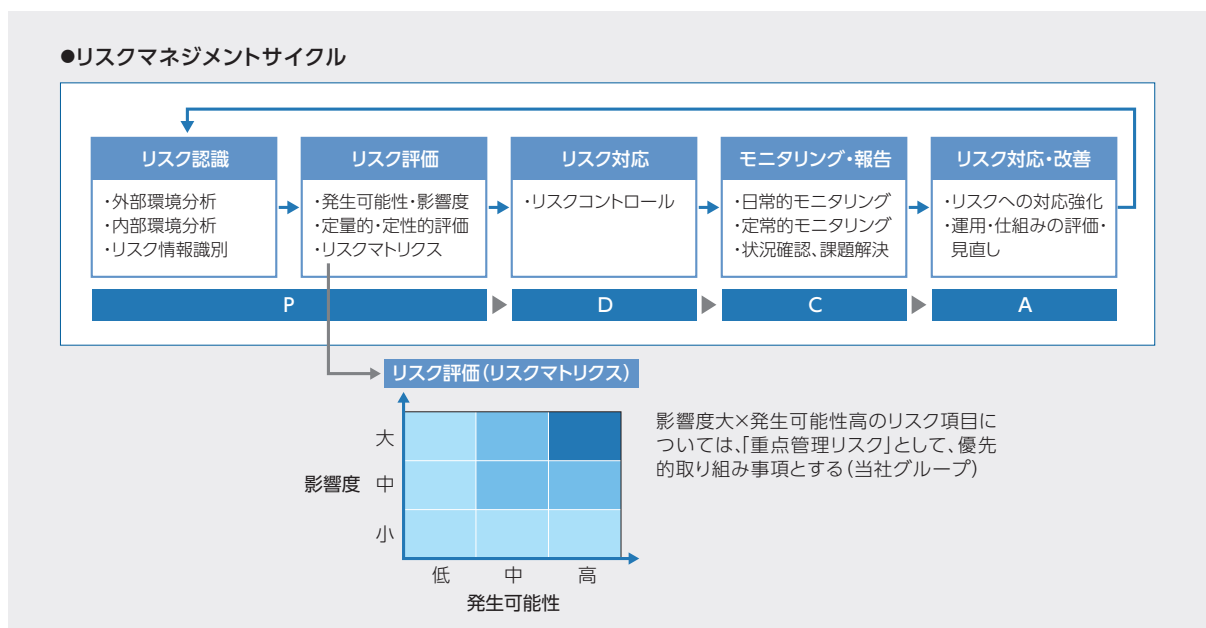 ●リスクマネジメントサイクル
リスク認識
・外部環境分析
・内部環境分析
・リスク情報識別
リスク評価
・発生可能性・影響度
・定量的・定性的評価
・リスクマトリクス
リスク対応
・リスクコントロール
モニタリング・報告
・日常的モニタリング
・定常的モニタリング
・状況確認、課題解決
リスク対応・改善
・リスクへの対応強化
・運用・仕組みの評価・
見直し
P
D
C
A
リスク評価(リスクマトリクス)
大
影響度 中
小
低 中 高
発生可能性
影響度大×発生可能性高のリスク項目に
ついては、「重点管理リスク」として、優先
的取り組み事項とする(当社グループ)